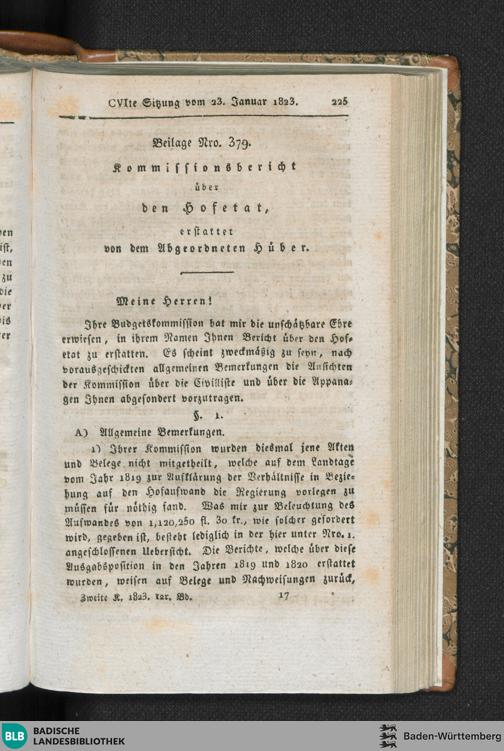 CVIte Sitzung vom 23. Januar 1823. 225
Beilage Nro. 379.
Kommissionsbericht
über
den Hofetat,
erstattet
von dem Abgeordneten Hüber.
Meine Herren!
Ihre Budgetskommission hat mir die unschätzbare Ehre
erwiesen, in ihrem Namen Ihnen Bericht über den Hof-
etat zu erstatten. Es scheint zweckmäßig zu seyn, nach
vorausgeschickten allgemeinen Bemerkungen die Ansichten
der Kommission über die Civilliste und über die Appana-
gen Ihnen abgesondert vorzutragen.
§. 1.
A) Allgemeine Bemerkungen.
1) Ihrer Kommission wurden diesmal jene Akten
und Belege nicht mitgetheilt, welche auf dem Landtage
vom Jahr 1819 zur Aufklärung der Verhältnisse in Bezie-
hung auf den Hofaufwand die Regierung vorlegen zu
müssen für nöthig fand. Was mir zur Beleuchtung des
Aufwandes von 1,120,250 fl. 30 kr., wie solcher gefordert
wird, gegeben ist, besteht lediglich in der hier unter Nro. 1.
angeschlossenen Uebersicht. Die Berichte, welche über diese
Ausgabsposition in den Jahren 1819 und 1820 erstattet
wurden, weisen auf Belege und Nachweisungen zurück,
Zweite K. 1823. 12r. Bd. 17
BLB BADISCHE
LANDESBIBLIOTHEK
Baden-Württemberg